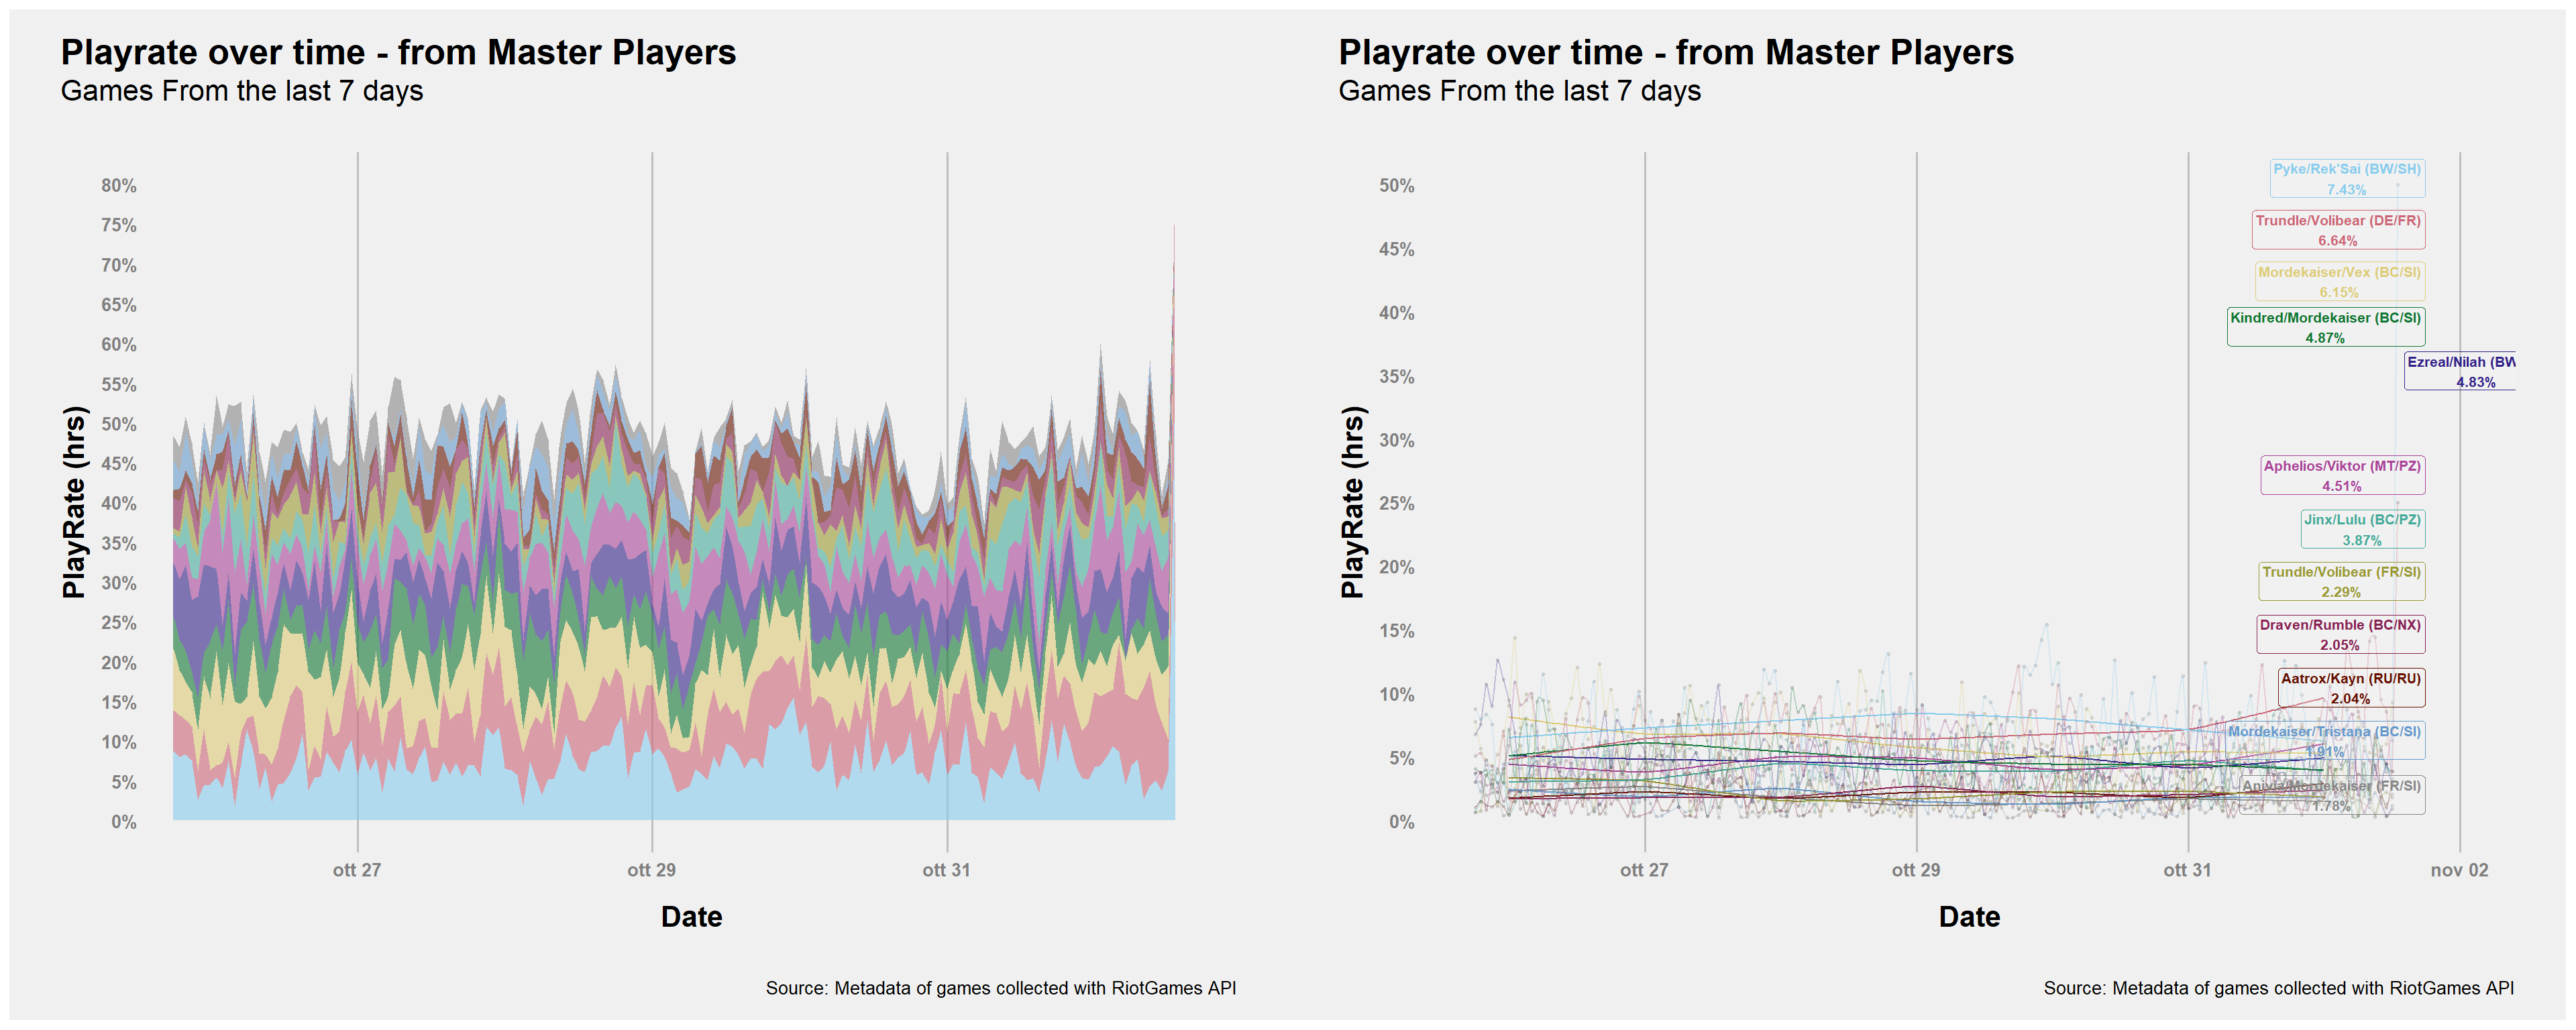 Playrate over time - from Master Players
Games From the last 7 days
80%
75%
70%
65%
60%
55%
50%
45%
40%
35%
30%
25%
20%
15%
10%
5%
0%
PlayRate (hrs)
ott 27
ott 29
ott 31
Date
Source: Metadata of games collected with RiotGames API
Playrate over time - from Master Players
Games From the last 7 days
50%
45%
40%
35%
30%
25%
20%
15%
10%
5%
0%
PlayRate (hrs)
Pyke/Rek'Sai (BW/SH)
7.43%
Trundle/Volibear (DE/FR)
6.64%
Mordekaiser/Vex (BC/SI)
6.15%
Kindred/Mordekaiser (BC/SI)
4.87%
Ezreal/Nilah (BW
4.83%
Aphelios/Viktor (MT/PZ)
4.51%
Jinx/Lulu (BC/PZ)
3.87%
Trundle/Volibear (FR/SI)
2.29%
Draven/Rumble (BC/NX)
2.05%
Aatrox/Kayn (RU/RU)
2.04%
Mordekaiser/Tristana (BC/SI)
1.91%
Anivia/Mordekaiser (FR/SI)
1.78%
ott 27
ott 29
ott 31
nov 02
Date
Source: Metadata of games collected with RiotGames API